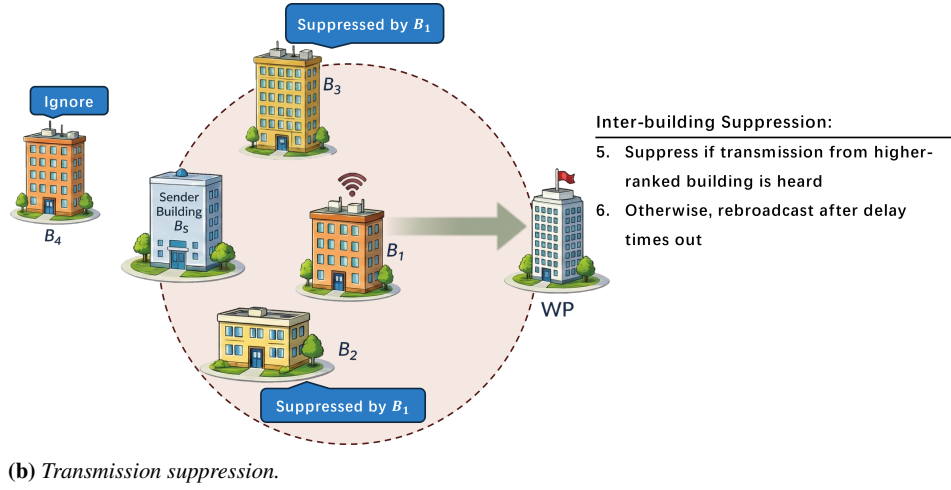 Suppressed by B₁
B₃
Ignore
B₄
Sender
Building
Bₛ
B₁
WP
B₂
Suppressed by B₁
Inter-building Suppression:
5. Suppress if transmission from higher-
ranked building is heard
6. Otherwise, rebroadcast after delay
times out
(b) Transmission suppression.